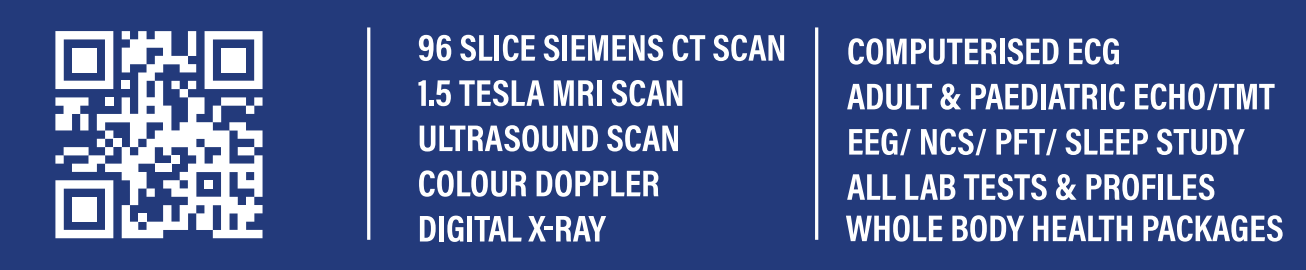 96 SLICE SIEMENS CT SCAN
1.5 TESLA MRI SCAN
ULTRASOUND SCAN
COLOUR DOPPLER
DIGITAL X-RAY
COMPUTERISED ECG
ADULT & PAEDIATRIC ECHO/TMT
EEG/ NCS/ PFT/ SLEEP STUDY
ALL LAB TESTS & PROFILES
WHOLE BODY HEALTH PACKAGES